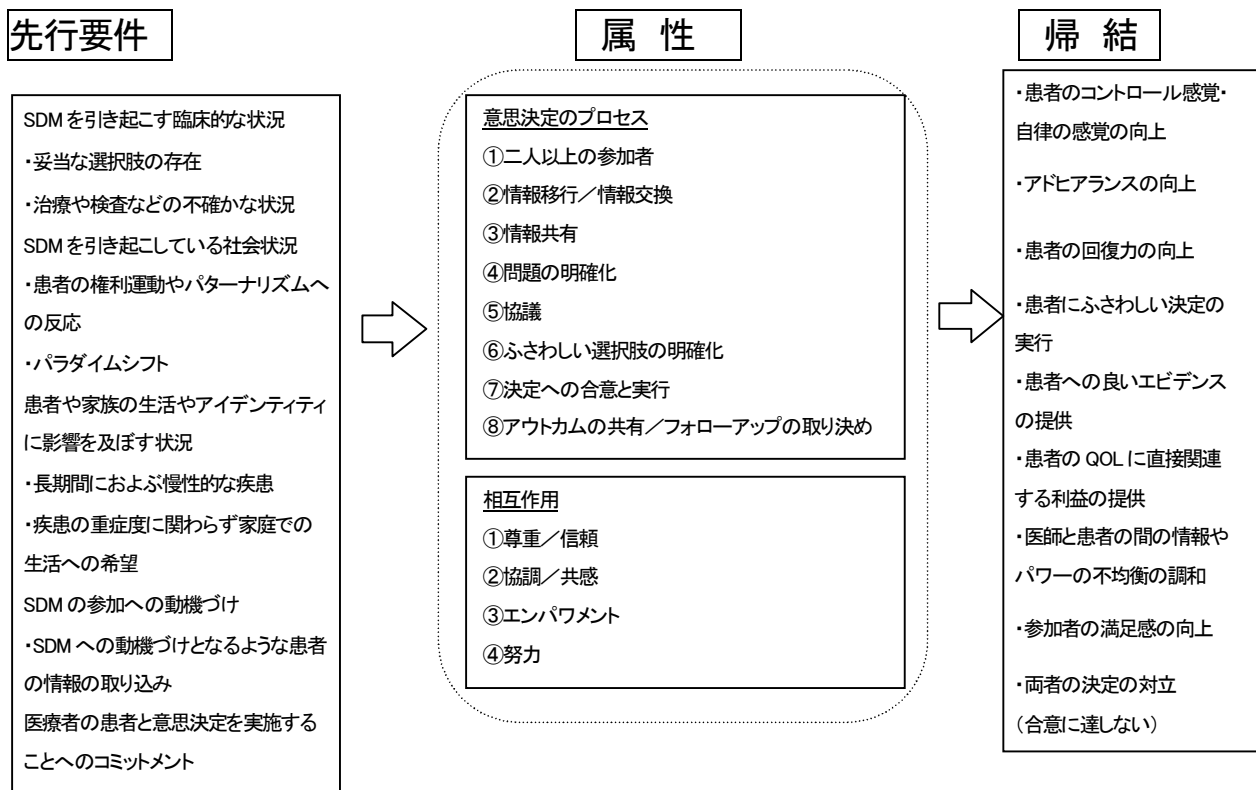 先行要件
属 性
帰 結
SDMを引き起こす臨床的な状況
・妥当な選択肢の存在
・治療や検査などの不確かな状況
SDMを引き起こしている社会状況
・患者の権利運動やパターナリズムへ
の反応
・パラダイムシフト
患者や家族の生活やアイデンティティ
に影響を及ぼす状況
・長期間におよぶ慢性的な疾患
・疾患の重症度に関わらず家庭での
生活への希望
SDMの参加への動機づけ
・SDMへの動機づけとなるような患者
の情報の取り込み
医療者の患者と意思決定を実施する
ことへのコミットメント
意思決定のプロセス
①二人以上の参加者
②情報移行／情報交換
③情報共有
④問題の明確化
⑤協議
⑥ふさわしい選択肢の明確化
⑦決定への合意と実行
⑧アウトカムの共有／フォローアップの取り決め
相互作用
①尊重／信頼
②協調／共感
③エンパワメント
④努力
・患者のコントロール感覚・
自律の感覚の向上
・アドヒアランスの向上
・患者の回復力の向上
・患者にふさわしい決定の
実行
・患者への良いエビデンス
の提供
・患者のQOLに直接関連
する利益の提供
・医師と患者の間の情報や
パワーの不均衡の調和
・参加者の満足感の向上
・両者の決定の対立
（合意に達しない）